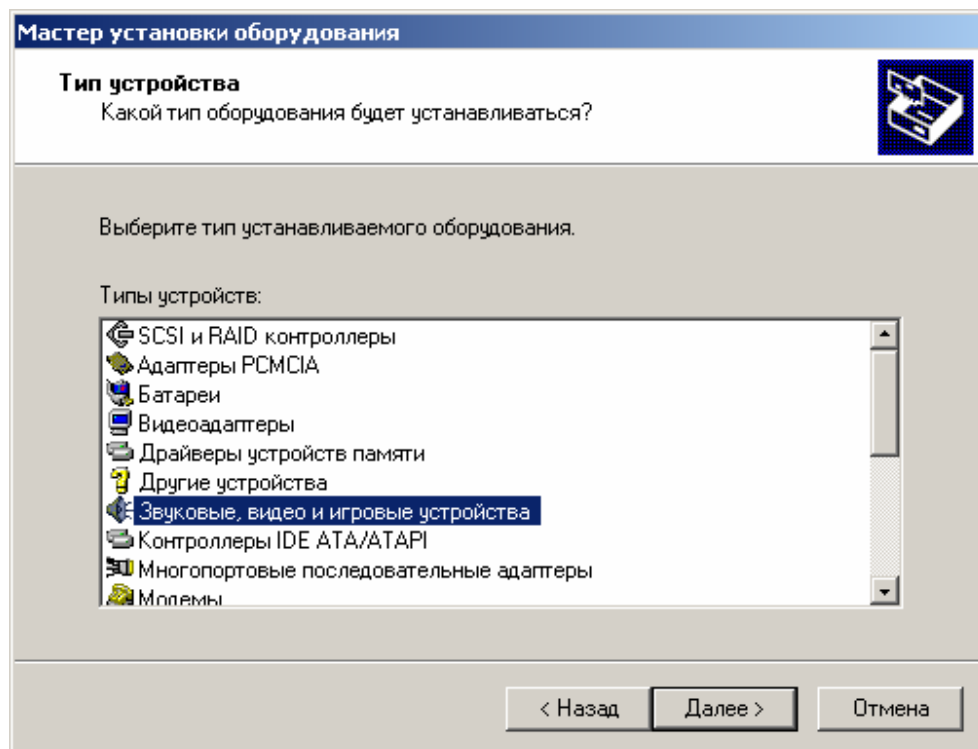 Мастер установки оборудования
Тип устройства
Какой тип оборудования будет устанавливаться?
Выберите тип устанавливаемого оборудования.
Типы устройств:
SCSI и RAID контроллеры
Адаптеры PCMCIA
Батареи
Видеоадаптеры
Драйверы устройств памяти
Другие устройства
Звуковые, видео и игровые устройства
Контроллеры IDE ATA/ATAPI
Многопортовые последовательные адаптеры
Модемы
< Назад
Далее >
Отмена